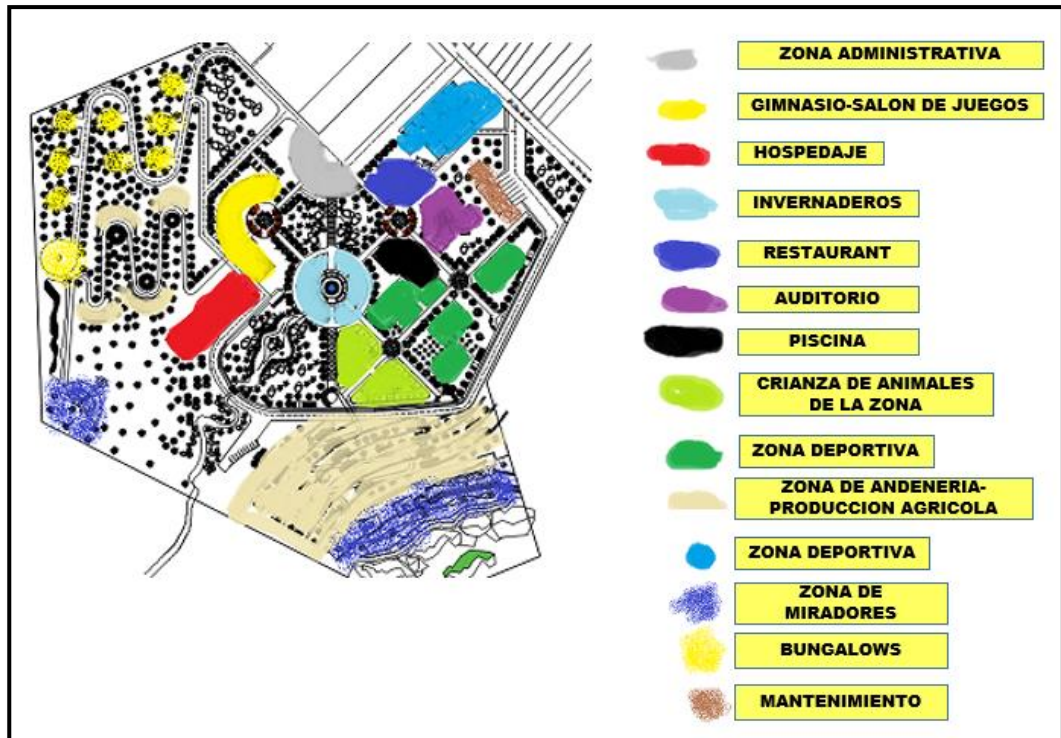 ZONA ADMINISTRATIVA
GIMNASIO-SALON DE JUEGOS
HOSPEDAJE
INVERNADEROS
RESTAURANT
AUDITORIO
PISCINA
CRIANZA DE ANIMALES
DE LA ZONA
ZONA DEPORTIVA
ZONA DE ANDENERIA-
PRODUCCION AGRICOLA
ZONA DEPORTIVA
ZONA DE
MIRADORES
BUNGALOWS
MANTENIMIENTO